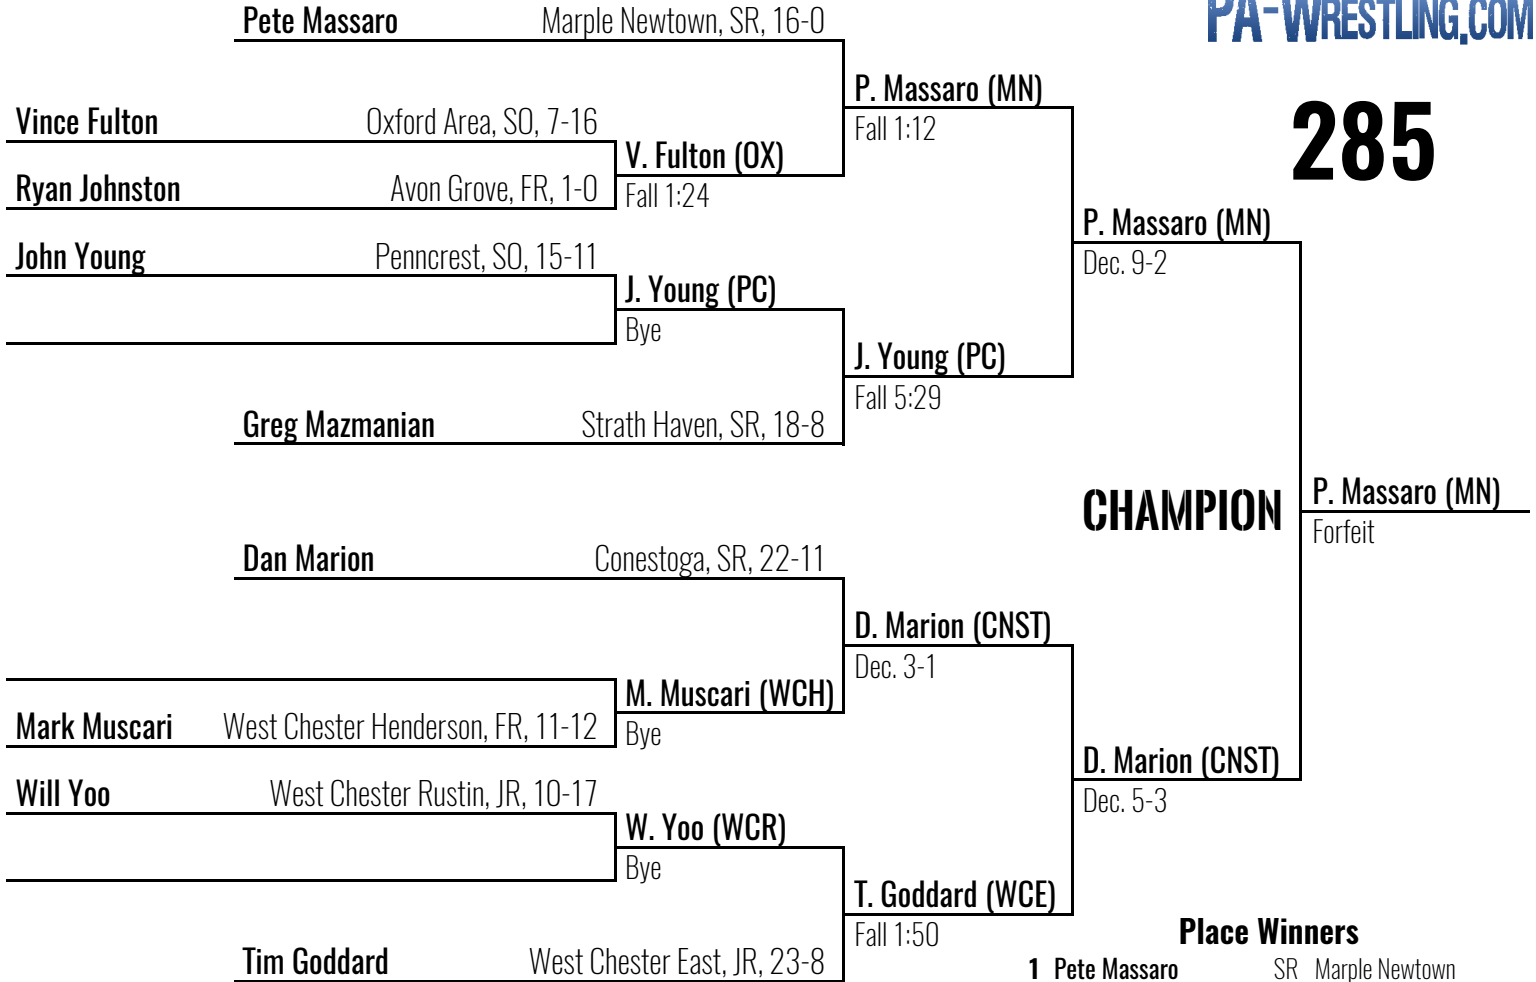 PA-WRESTLING.COM
Pete Massaro Marple Newtown, SR, 16-0
P. Massaro (MN)
Fall 1:12
285
Vince Fulton Oxford Area, SO, 7-16
V. Fulton (OX)
Fall 1:24
Ryan Johnston Avon Grove, FR, 1-0
P. Massaro (MN)
Dec. 9-2
John Young Penncrest, SO, 15-11
J. Young (PC)
Bye
J. Young (PC)
Fall 5:29
Greg Mazmanian Strath Haven, SR, 18-8
CHAMPION
P. Massaro (MN)
Forfeit
Dan Marion Conestoga, SR, 22-11
D. Marion (CNST)
Dec. 3-1
M. Muscari (WCH)
Bye
Mark Muscari West Chester Henderson, FR, 11-12
D. Marion (CNST)
Dec. 5-3
Will Yoo West Chester Rustin, JR, 10-17
W. Yoo (WCR)
Bye
T. Goddard (WCE)
Fall 1:50
Tim Goddard West Chester East, JR, 23-8
Place Winners
1 Pete Massaro SR Marple Newtown